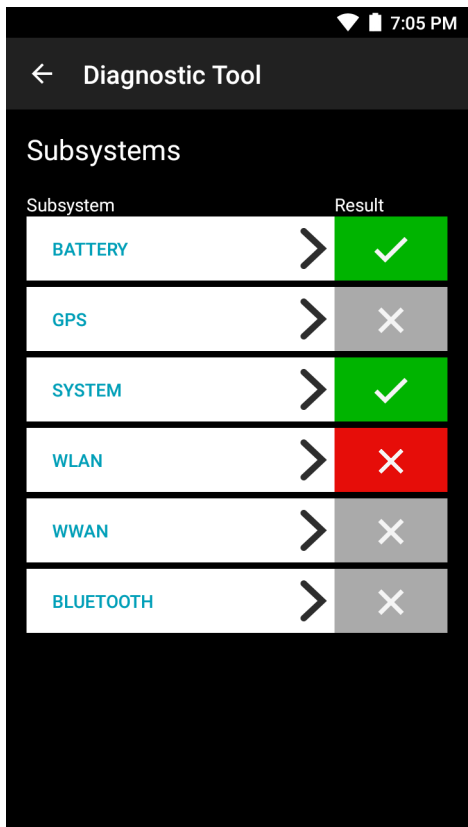 7:05 PM
Diagnostic Tool
Subsystems
Subsystem Result
BATTERY
GPS
SYSTEM
WLAN
WWAN
BLUETOOTH